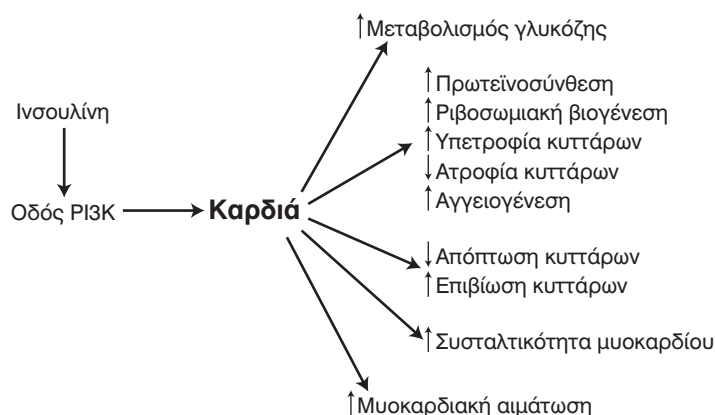 ↑Μεταβολισμός γλυκόζης
↑Πρωτεϊνοσύνθεση
Ινσουλίνη
↑Ριβοσωμιακή βιογένεση
↑Υπετροφία κυττάρων
↓Ατροφία κυττάρων
Οδός PI3K
Καρδιά
↑Αγγειογένεση
↓Απόπτωση κυττάρων
↑Επιβίωση κυττάρων
↑Συσταλτικότητα μυοκαρδίου
↑Μυοκαρδιακή αιμάτωση